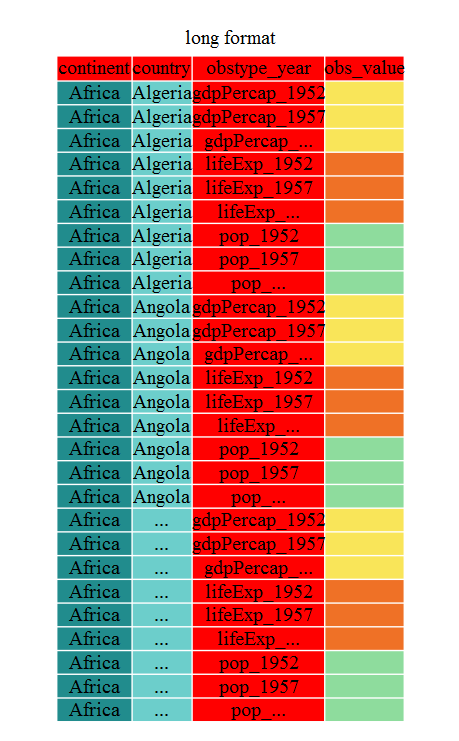 long format
continent country obstype_year obs_value
Africa Algeria gdpPercap_1952
Africa Algeria gdpPercap_1957
Africa Algeria gdpPercap_...
Africa Algeria lifeExp_1952
Africa Algeria lifeExp_1957
Africa Algeria lifeExp_...
Africa Algeria pop_1952
Africa Algeria pop_1957
Africa Algeria pop_...
Africa Angola gdpPercap_1952
Africa Angola gdpPercap_1957
Africa Angola gdpPercap_...
Africa Angola lifeExp_1952
Africa Angola lifeExp_1957
Africa Angola lifeExp_...
Africa Angola pop_1952
Africa Angola pop_1957
Africa Angola pop_...
Africa ... gdpPercap_1952
Africa ... gdpPercap_1957
Africa ... gdpPercap_...
Africa ... lifeExp_1952
Africa ... lifeExp_1957
Africa ... lifeExp_...
Africa ... pop_1952
Africa ... pop_1957
Africa ... pop_...